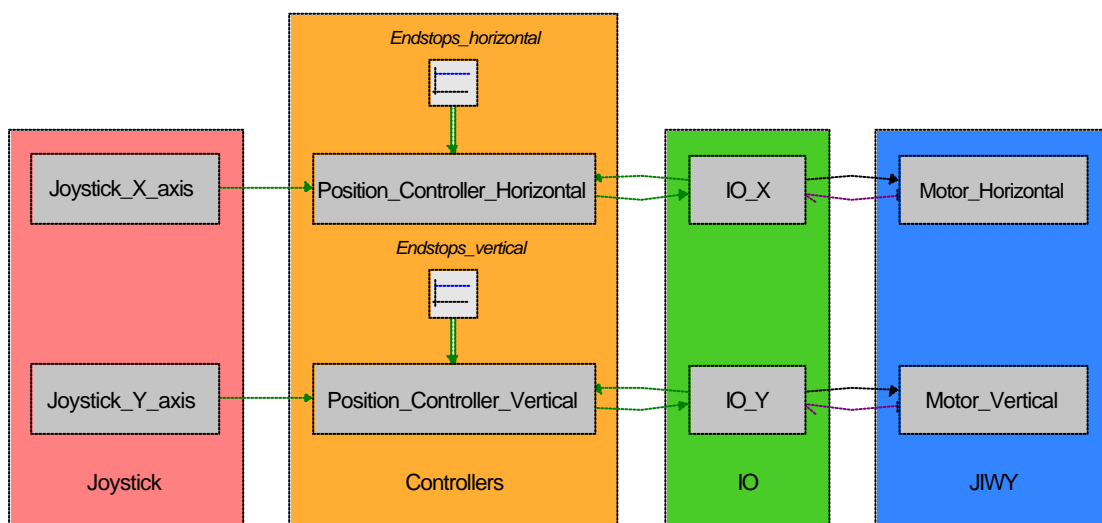 Endstops_horizontal
Joystick_X_axis
Position_Controller_Horizontal
IO_X
Motor_Horizontal
Endstops_vertical
Joystick_Y_axis
Position_Controller_Vertical
IO_Y
Motor_Vertical
Joystick
Controllers
IO
JIWY